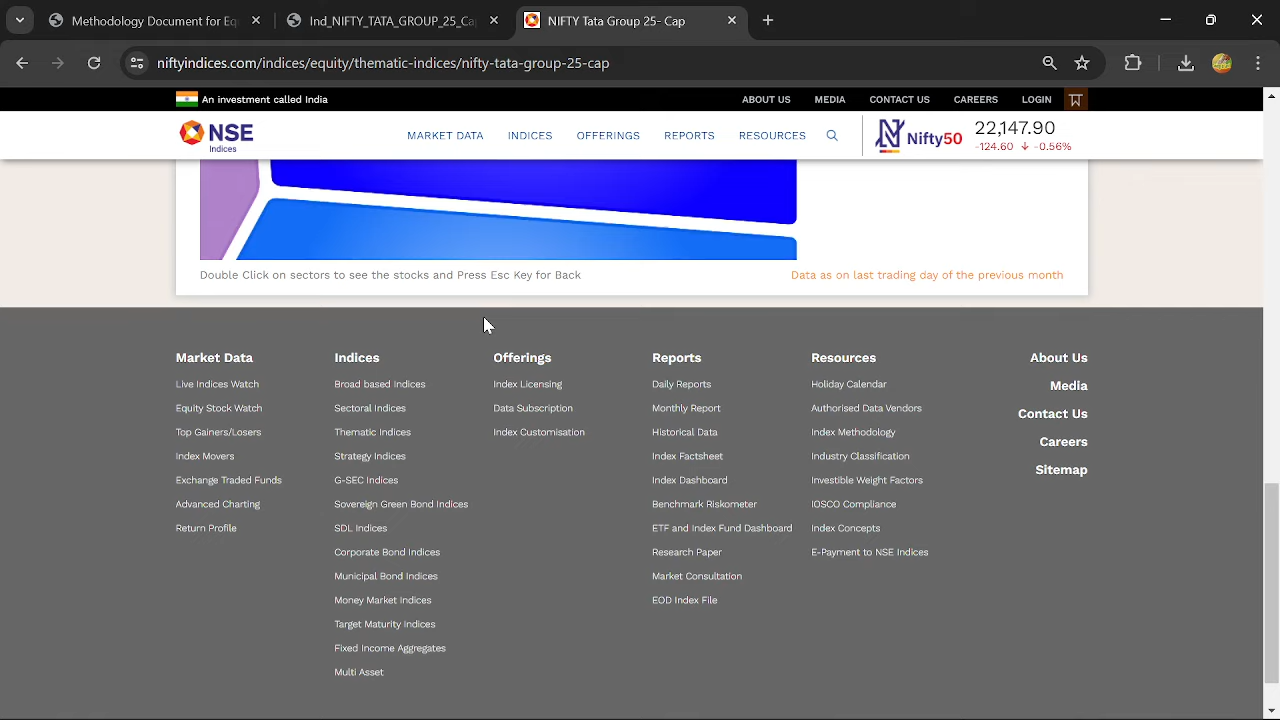 Methodology Document for Eq
Ind_NIFTY_TATA_GROUP_25_Ca
NIFTY Tata Group 25- Cap
niftyindices.com/indices/equity/thematic-indices/nifty-tata-group-25-cap
An investment called India
ABOUT US MEDIA CONTACT US CAREERS LOGIN
NSE
Indices
MARKET DATA INDICES OFFERINGS REPORTS RESOURCES
Nifty50
22,147.90
-124.60 ↓ -0.56%
Double Click on sectors to see the stocks and Press Esc Key for Back
Data as on last trading day of the previous month
Market Data
Live Indices Watch
Equity Stock Watch
Top Gainers/Losers
Index Movers
Exchange Traded Funds
Advanced Charting
Return Profile
Indices
Broad based Indices
Sectoral Indices
Thematic Indices
Strategy Indices
G-SEC Indices
Sovereign Green Bond Indices
SDL Indices
Corporate Bond Indices
Municipal Bond Indices
Money Market Indices
Target Maturity Indices
Fixed Income Aggregates
Multi Asset
Offerings
Index Licensing
Data Subscription
Index Customisation
Reports
Daily Reports
Monthly Report
Historical Data
Index Factsheet
Index Dashboard
Benchmark Riskometer
ETF and Index Fund Dashboard
Research Paper
Market Consultation
EOD Index File
Resources
Holiday Calendar
Authorised Data Vendors
Index Methodology
Industry Classification
Investible Weight Factors
IOSCO Compliance
Index Concepts
E-Payment to NSE Indices
About Us
Media
Contact Us
Careers
Sitemap